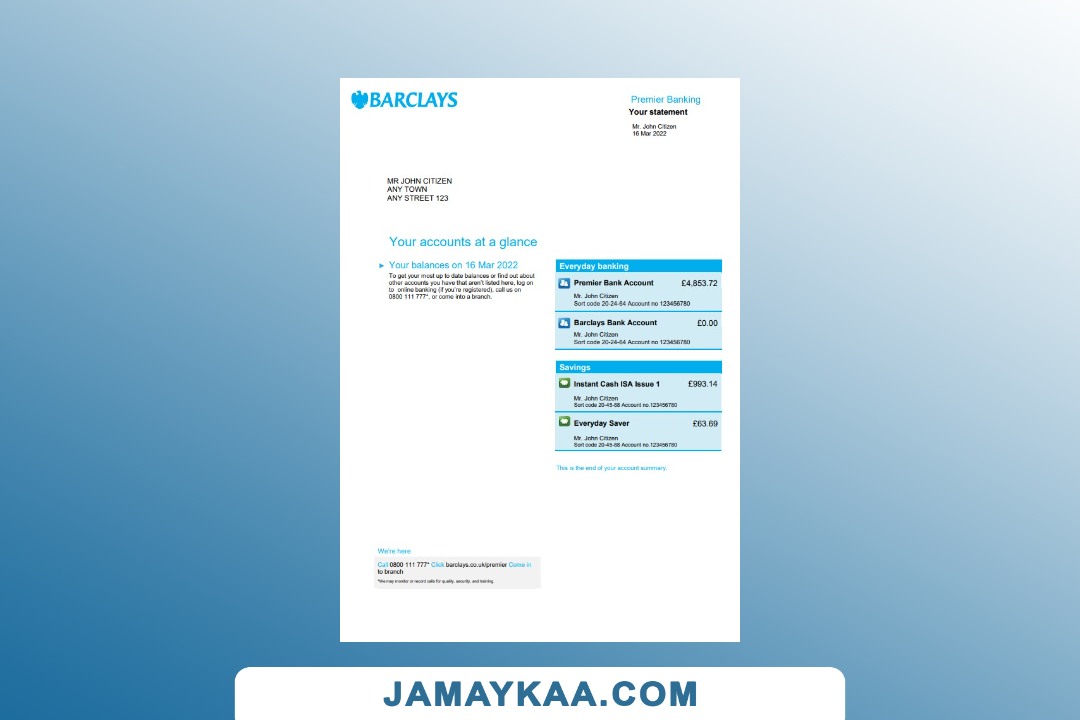 BARCLAYS
Premier Banking
Your statement
Mr. John Citizen
16 Mar 2022
MR JOHN CITIZEN
ANY TOWN
ANY STREET 123
Your accounts at a glance
Your balances on 16 Mar 2022
To get your most up to date balances or find out about
other accounts you have that aren't listed here, log on
to online banking (if you're registered), call us on
0800 111 777*, or come into a branch.
Everyday banking
Premier Bank Account £4,853.72
Mr. John Citizen
Sort code 20-24-64 Account no 123456780
Barclays Bank Account £0.00
Mr. John Citizen
Sort code 20-24-64 Account no 123456780
Savings
Instant Cash ISA Issue 1 £993.14
Mr. John Citizen
Sort code 20-45-68 Account no.123456780
Everyday Saver £63.69
Mr. John Citizen
Sort code 20-45-68 Account no.123456780
This is the end of your account summary.
We're here
Call 0800 111 777* Click barclays.co.uk/premier Come in
to branch
*We may monitor or record calls for quality, security, and training.
JAMAYKAA.COM